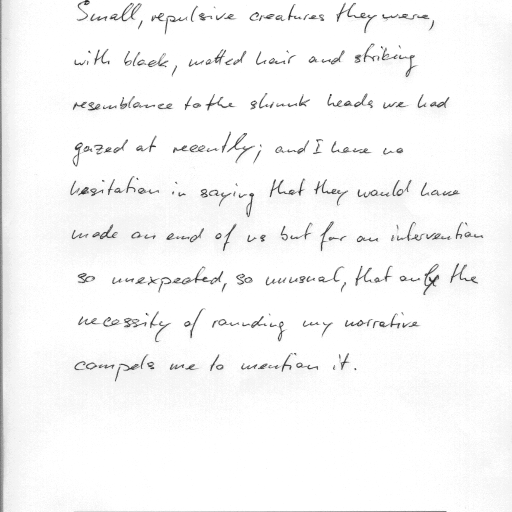 Small, repulsive creatures they were,
with black, matted hair and striking
resemblance to the shrunk heads we had
gazed at recently; and I have no
hesitation in saying that they would have
made an end of us but for an intervention
so unexpected, so unusual, that only the
necessity of rounding my narrative
compels me to mention it.